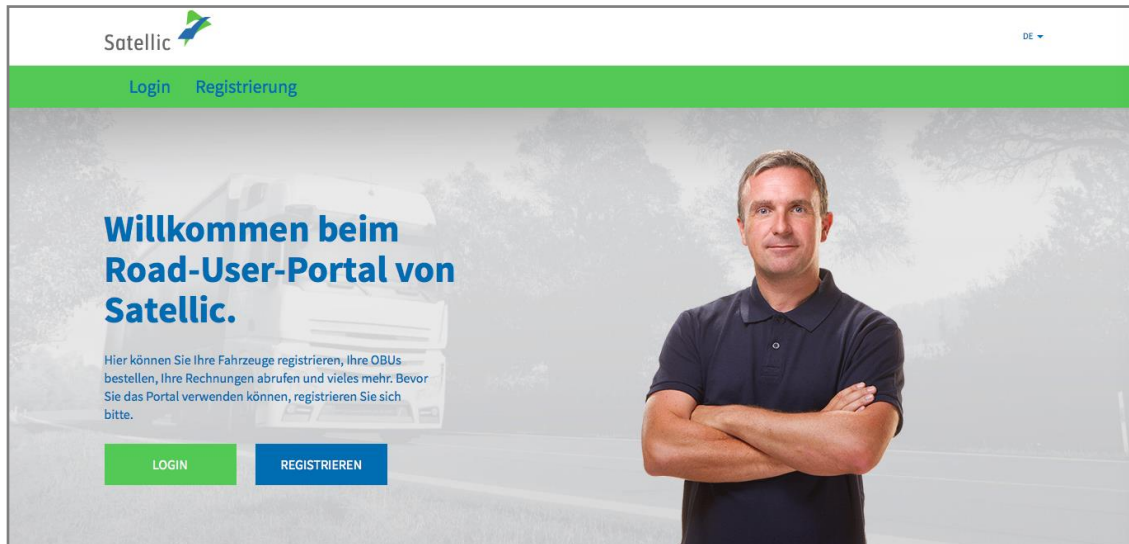 Satellic
DE
Login Registrierung
Willkommen beim
Road-User-Portal von
Satellic.
Hier können Sie Ihre Fahrzeuge registrieren, Ihre OBUs
bestellen, Ihre Rechnungen abrufen und vieles mehr. Bevor
Sie das Portal verwenden können, registrieren Sie sich
bitte.
LOGIN REGISTRIEREN